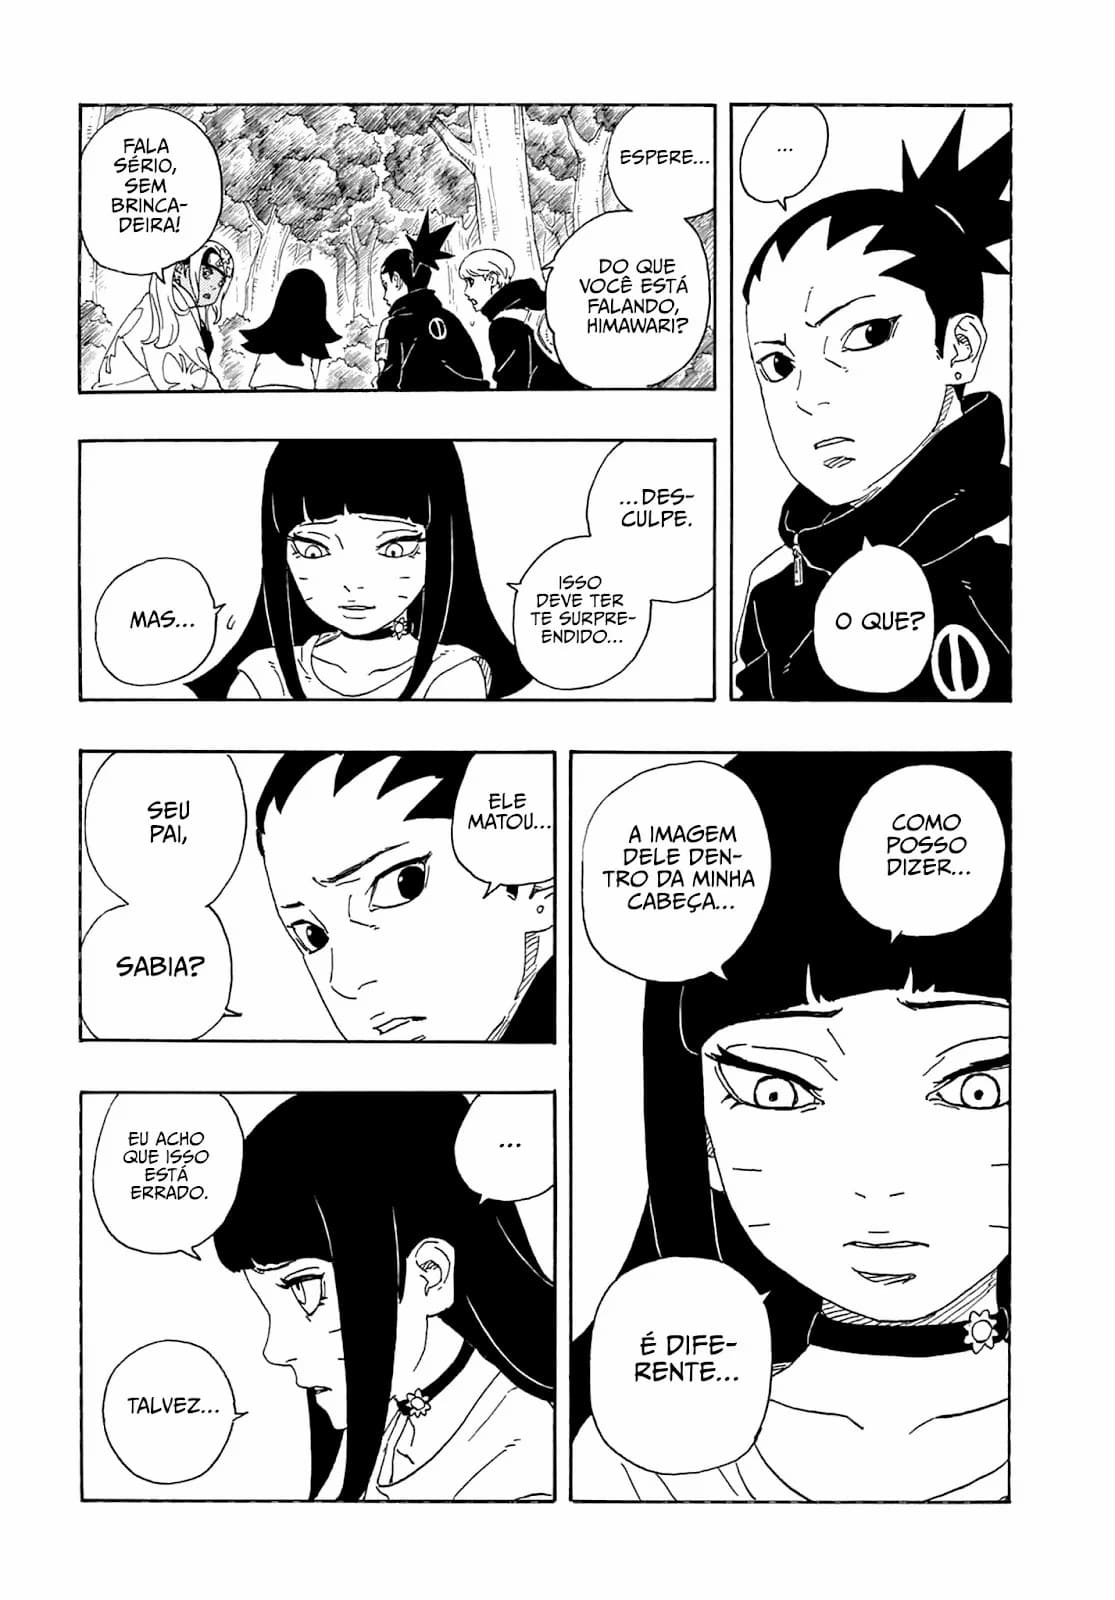 ...
O QUE?
ESPERE...
DO QUE
VOCÊ ESTÁ
FALANDO,
HIMAWARI?
FALA
SÉRIO,
SEM
BRINCA-
DEIRA!
...DES-
CULPE.
ISSO
DEVE TER
TE SURPRE-
ENDIDO...
MAS...
COMO
POSSO
DIZER...
A IMAGEM
DELE DEN-
TRO DA MINHA
CABEÇA...
É DIFE-
RENTE...
ELE
MATOU...
SEU
PAI,
SABIA?
...
EU ACHO
QUE ISSO
ESTÁ
ERRADO.
TALVEZ...